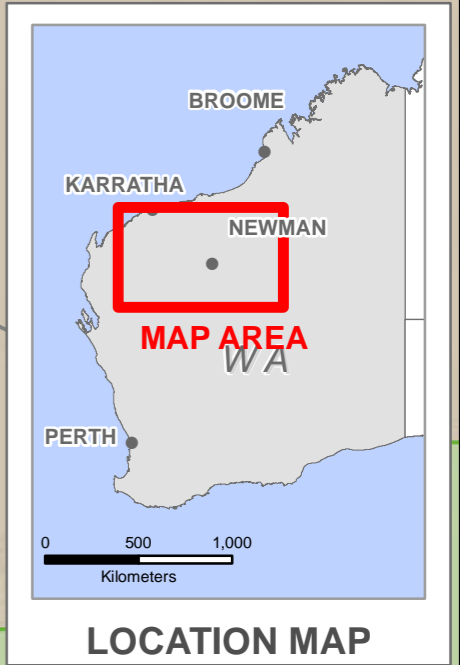 BROOME
KARRATHA
NEWMAN
MAP AREA
WA
PERTH
0 500 1,000
Kilometers
LOCATION MAP